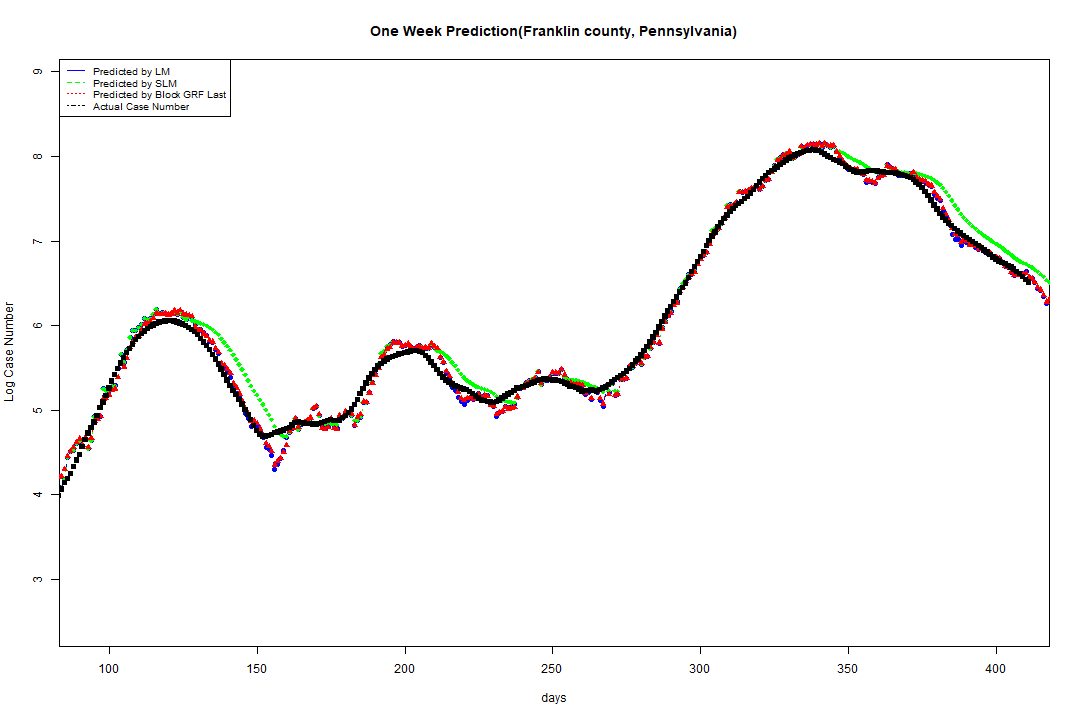 One Week Prediction(Franklin county, Pennsylvania)
Predicted by LM
Predicted by SLM
Predicted by Block GRF Last
Actual Case Number
9
8
7
6
5
4
3
Log Case Number
100 150 200 250 300 350 400
days